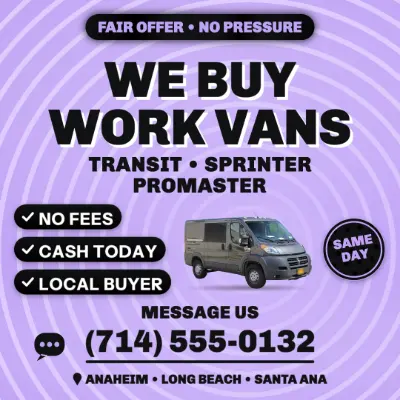 FAIR OFFER • NO PRESSURE
WE BUY
WORK VANS
TRANSIT • SPRINTER
PROMASTER
NO FEES
CASH TODAY
LOCAL BUYER
SAME
DAY
MESSAGE US
(714) 555-0132
ANAHEIM • LONG BEACH • SANTA ANA